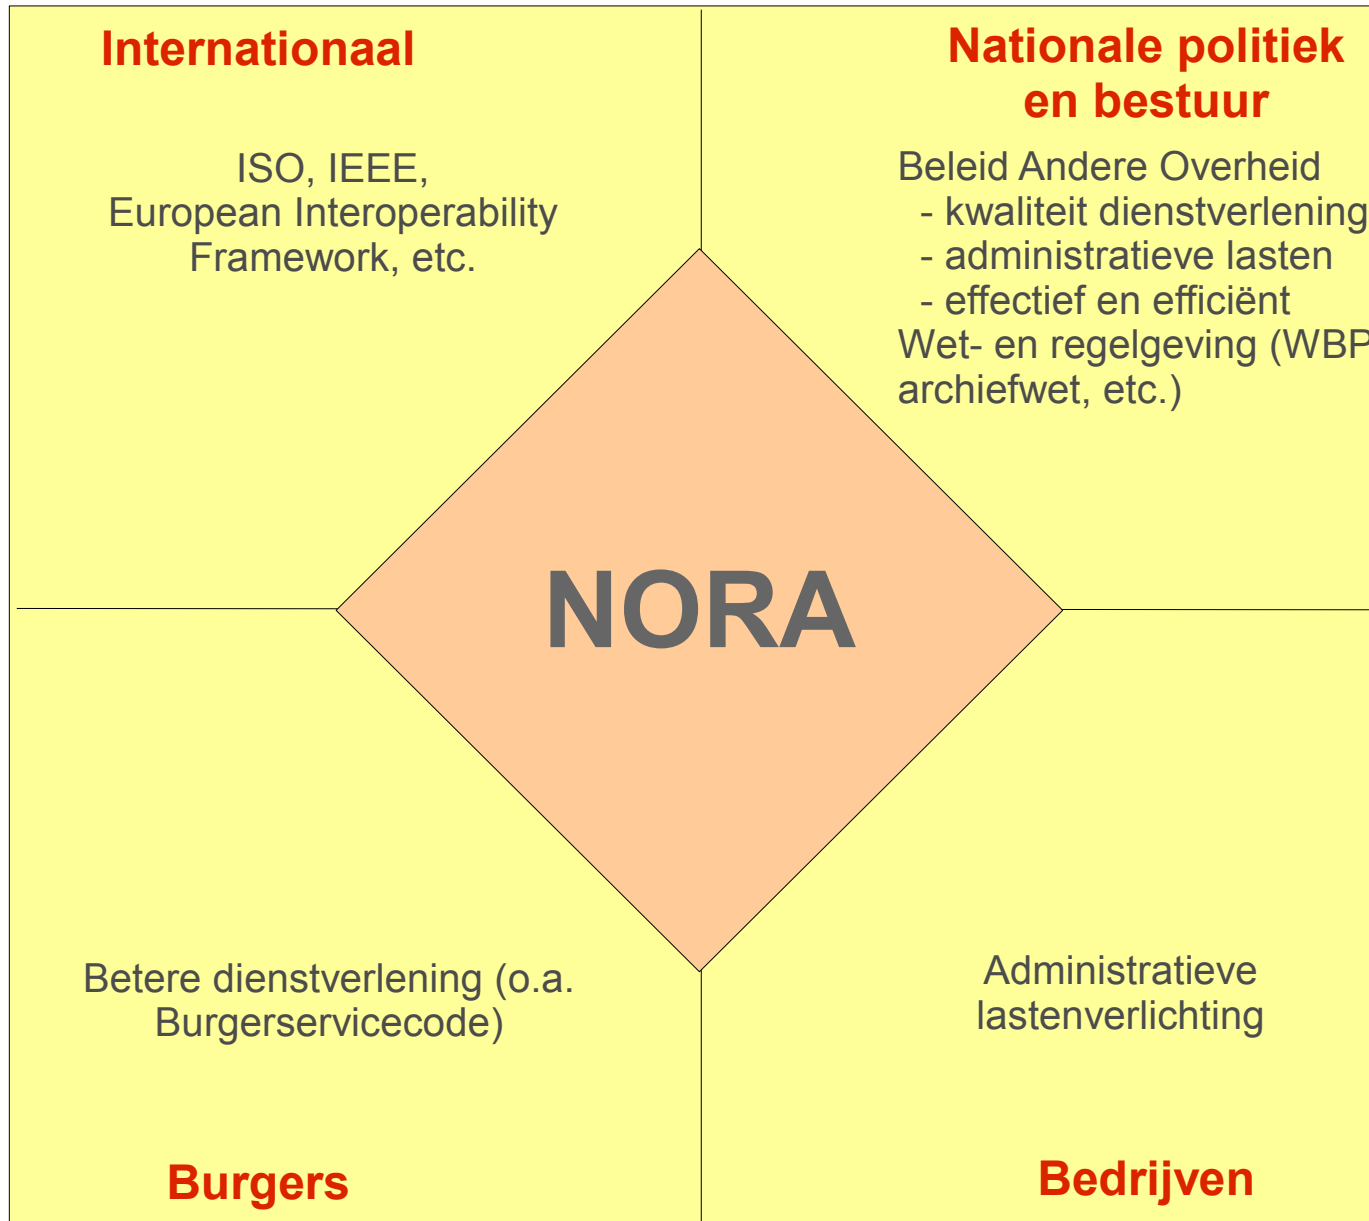 Internationaal
ISO, IEEE,
European Interoperability
Framework, etc.
Nationale politiek
en bestuur
Beleid Andere Overheid
- kwaliteit dienstverlening
- administratieve lasten
- effectief en efficiënt
Wet- en regelgeving (WBP
archiefwet, etc.)
NORA
Betere dienstverlening (o.a.
Burgerservicecode)
Burgers
Administratieve
lastenverlichting
Bedrijven